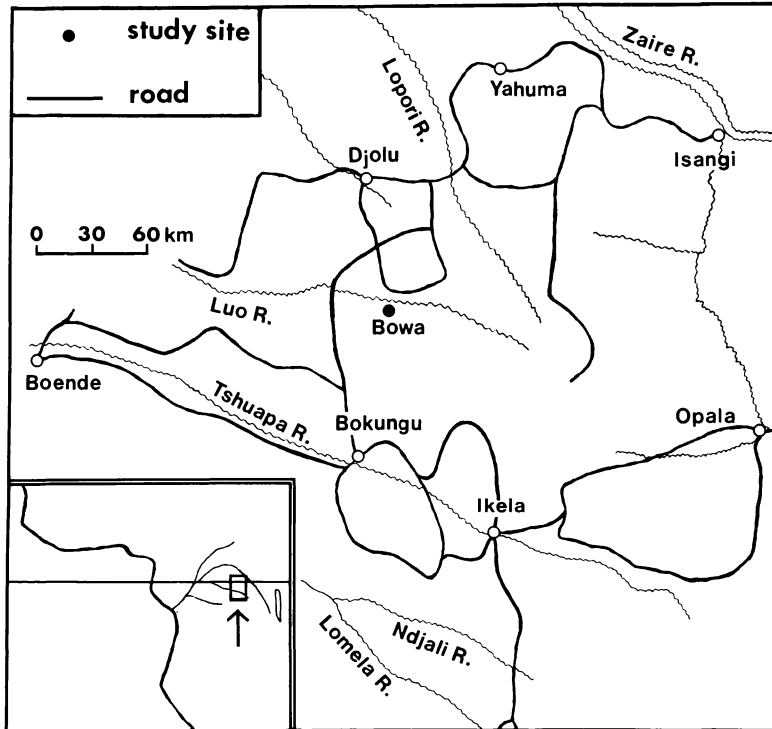 study site
road
Zaire R.
Lopori R.
Yahuma
Isangi
Djolu
0 30 60 km
Luo R.
Bowa
Boende
Tshuapa R.
Bokungu
Opala
Ikela
Ndjali R.
Lomela R.